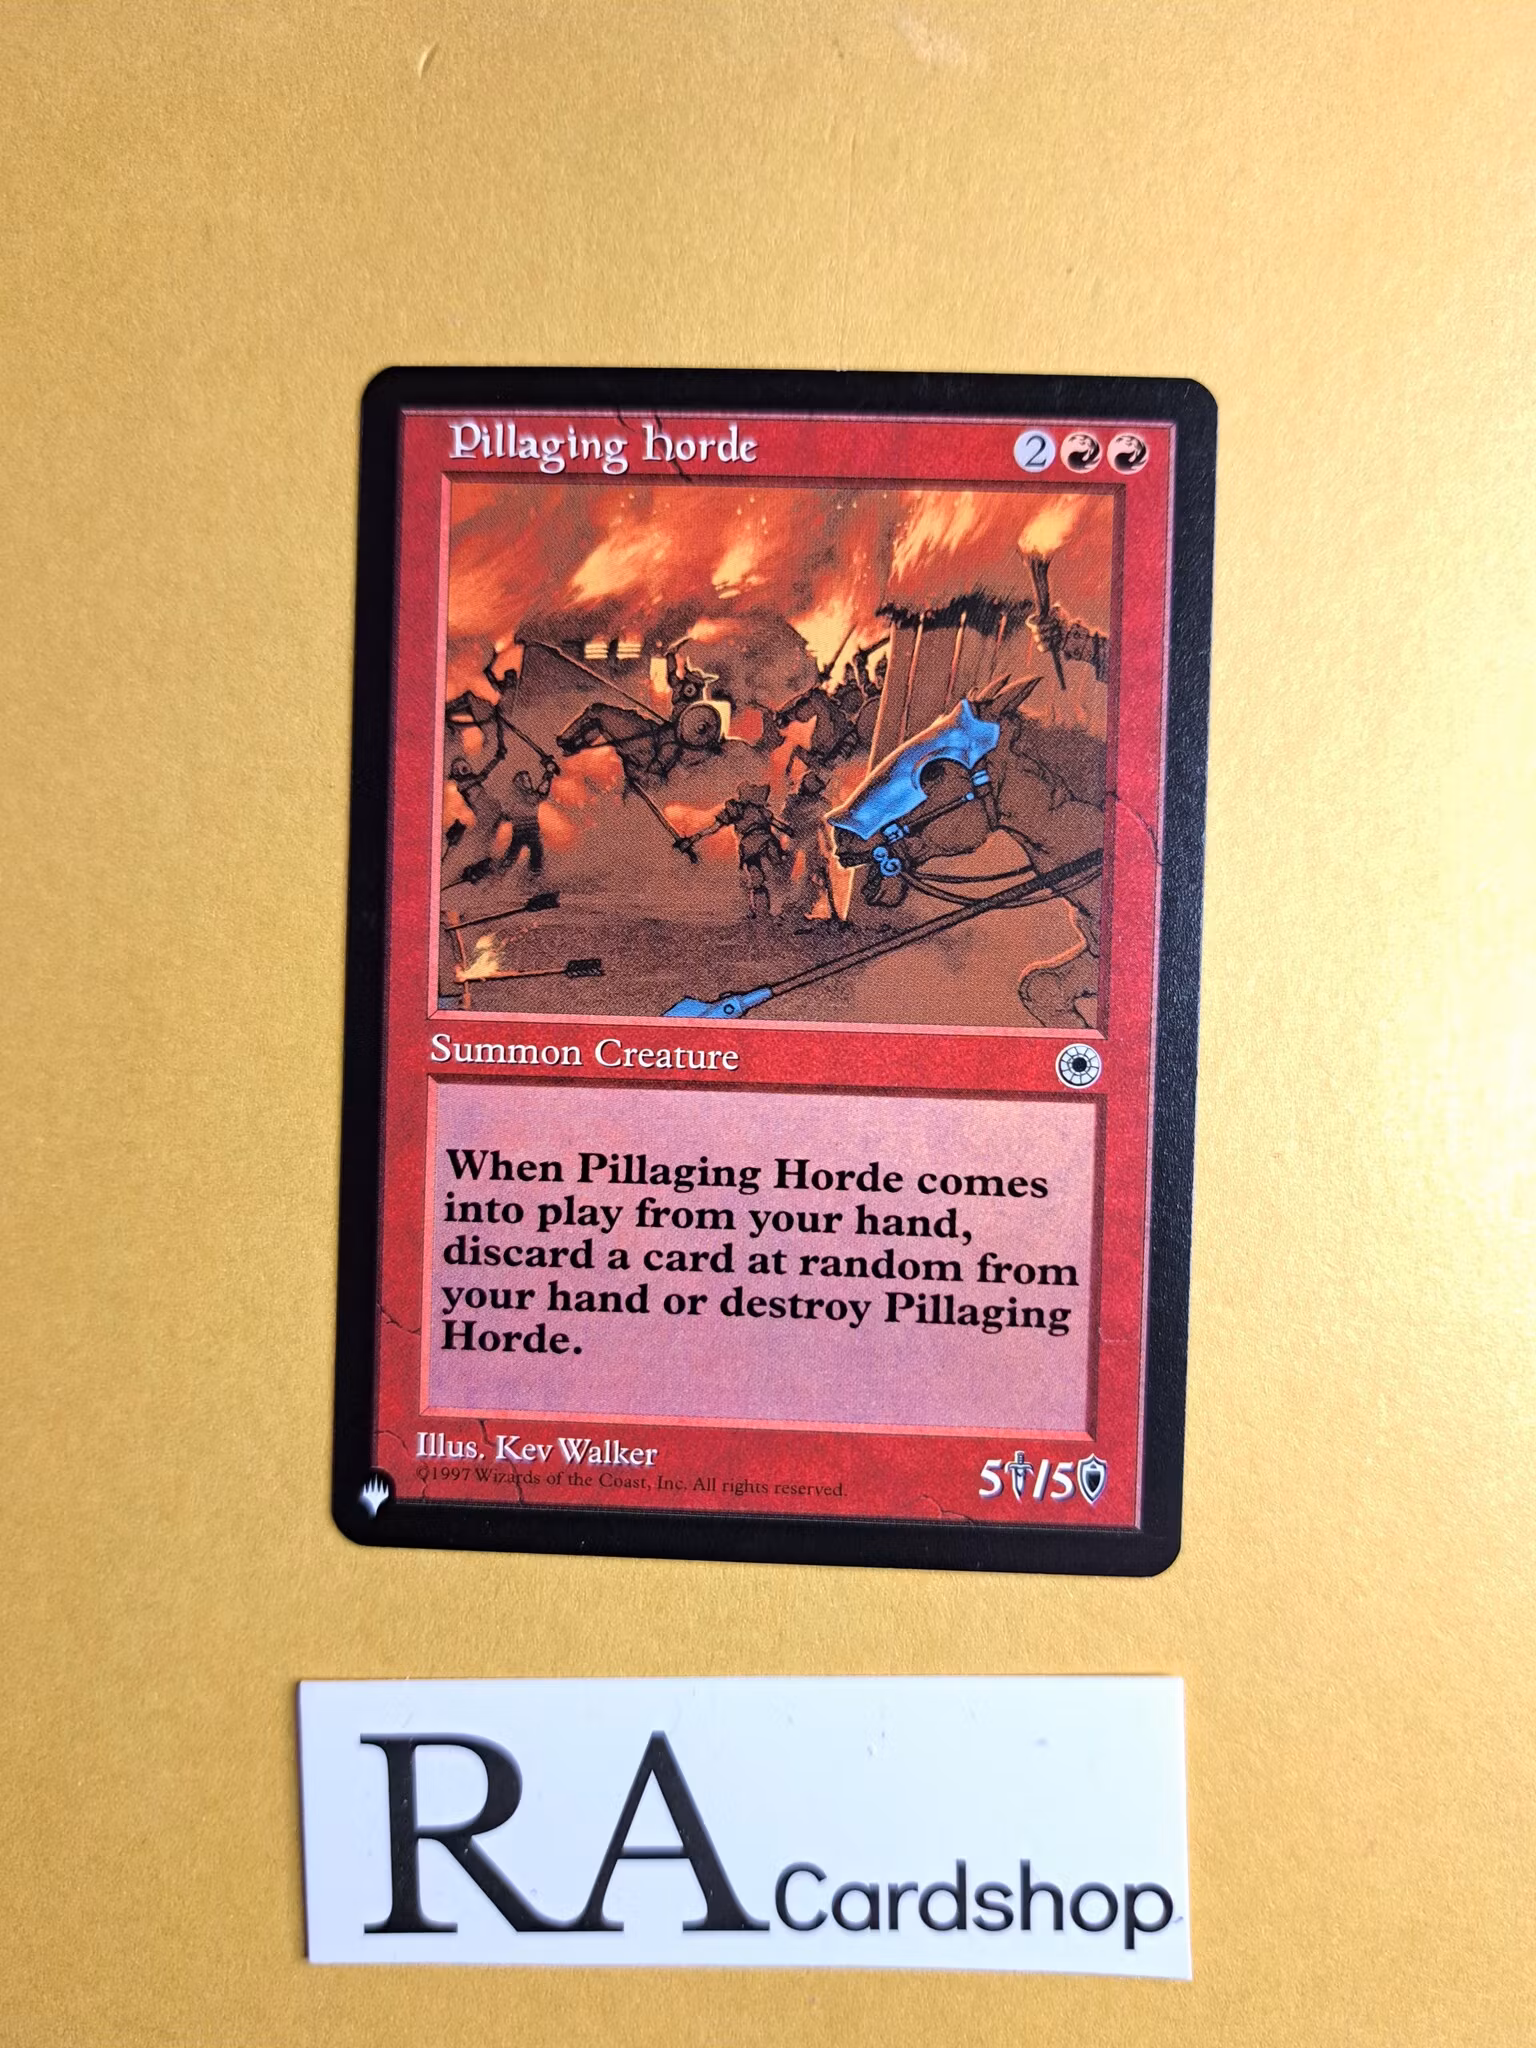 Pillaging Horde
2
Summon Creature
When Pillaging Horde comes
into play from your hand,
discard a card at random from
your hand or destroy Pillaging
Horde.
Illus. Kev Walker
©1997 Wizards of the Coast, Inc. All rights reserved.
5/5
RA Cardshop